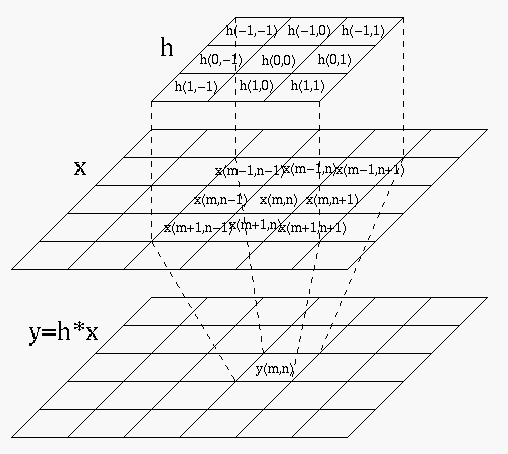 h(−1,−1) h(−1,0) h(−1,1)
h
h(0,−1) h(0,0) h(0,1)
h(1,−1) h(1,0) h(1,1)
x
x(m−1,n−1) x(m−1,n) x(m−1,n+1)
x(m,n−1) x(m,n) x(m,n+1)
x(m+1,n−1) x(m+1,n) x(m+1,n+1)
y=h*x
y(m,n)